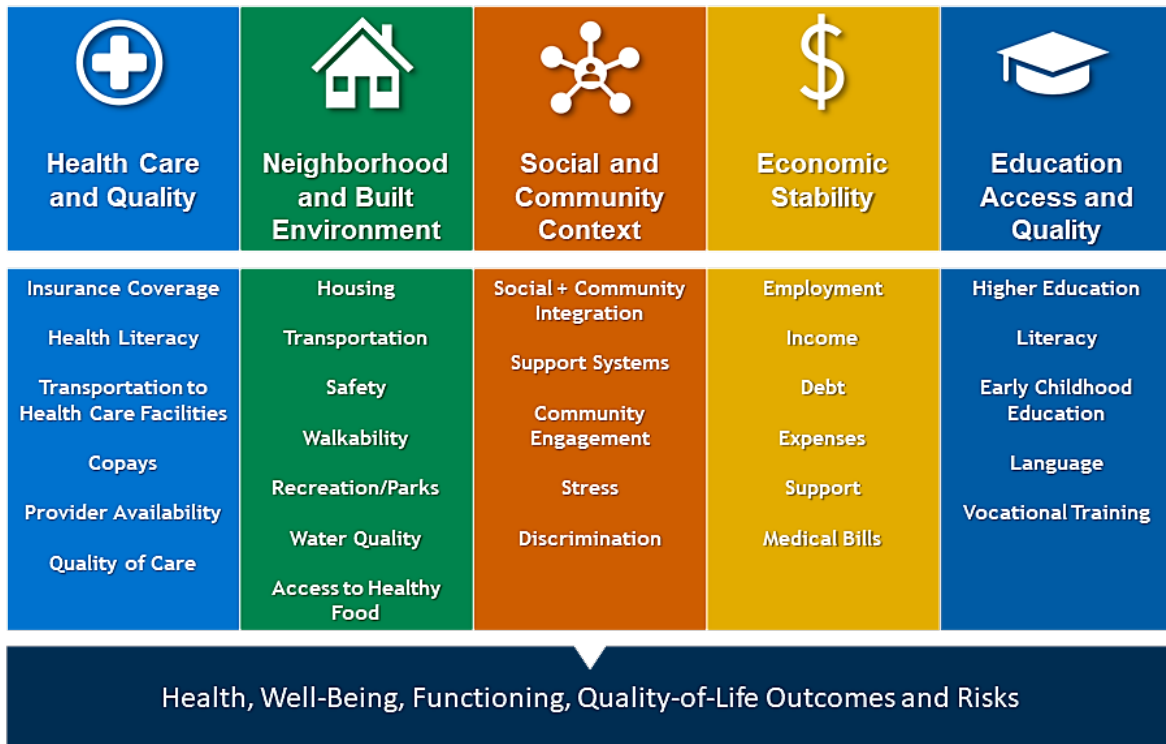 Health Care
and Quality
Neighborhood
and Built
Environment
Social and
Community
Context
Economic
Stability
Education
Access and
Quality
Insurance Coverage
Health Literacy
Transportation to
Health Care Facilities
Copays
Provider Availability
Quality of Care
Housing
Transportation
Safety
Walkability
Recreation/Parks
Water Quality
Access to Healthy
Food
Social + Community
Integration
Support Systems
Community
Engagement
Stress
Discrimination
Employment
Income
Debt
Expenses
Support
Medical Bills
Higher Education
Literacy
Early Childhood
Education
Language
Vocational Training
Health, Well-Being, Functioning, Quality-of-Life Outcomes and Risks